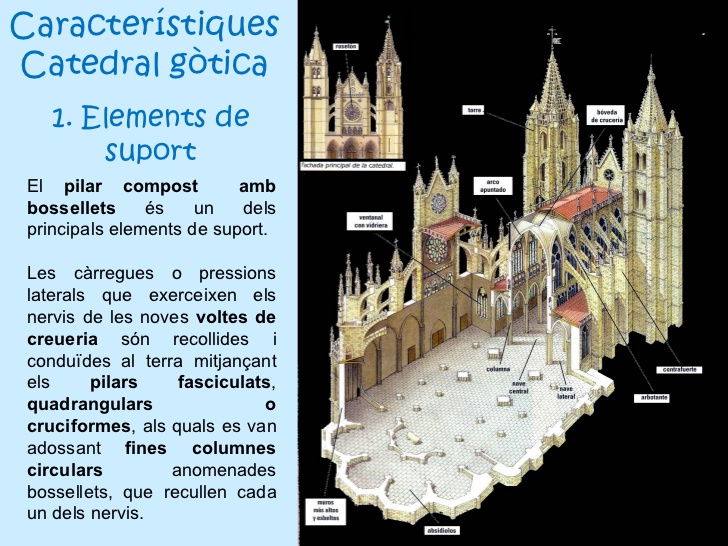 Característiques
Catedral gòtica
1. Elements de
suport
El pilar compost amb
bossellets és un dels
principals elements de suport.
Les càrregues o pressions
laterals que exerceixen els
nervis de les noves voltes de
creueria són recollides i
conduïdes al terra mitjançant
els pilars fasciculats,
quadrangulars o
cruciformes, als quals es van
adossant fines columnes
circulars anomenades
bossellets, que recullen cada
un dels nervis.
rosetón
fachada principal de la catedral.
torre
bóveda
de crucería
arco
apuntado
ventanal
con vidriera
columna
nave
central
nave
lateral
contrafuerte
arbotante
muros
más altos
y esbeltos
absidiolos